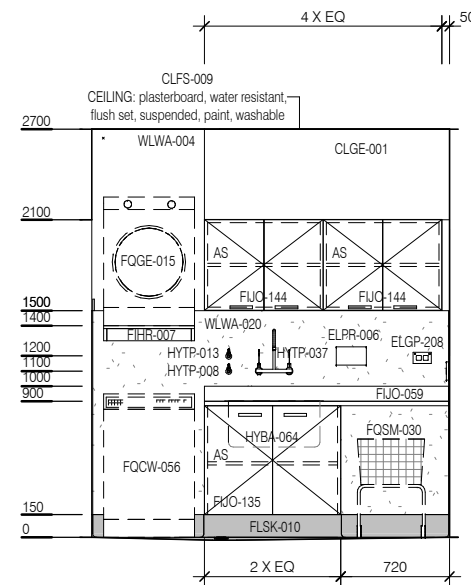 4 X EQ
50
CLFS-009
CEILING: plasterboard, water resistant,
flush set, suspended, paint, washable
2700
WLWA-004
CLGE-001
2100
FQGE-015
AS
AS
FIJO-144
FIJO-144
1500
1400
WLWA-020
FIHR-007
ELPR-006
ELGP-208
1200
HYTP-013
HYTP-037
1100
HYTP-008
1000
900
FIJO-059
HYBA-064
FQSM-030
AS
FQCW-056
FIJO-135
150
FLSK-010
0
2 X EQ
720